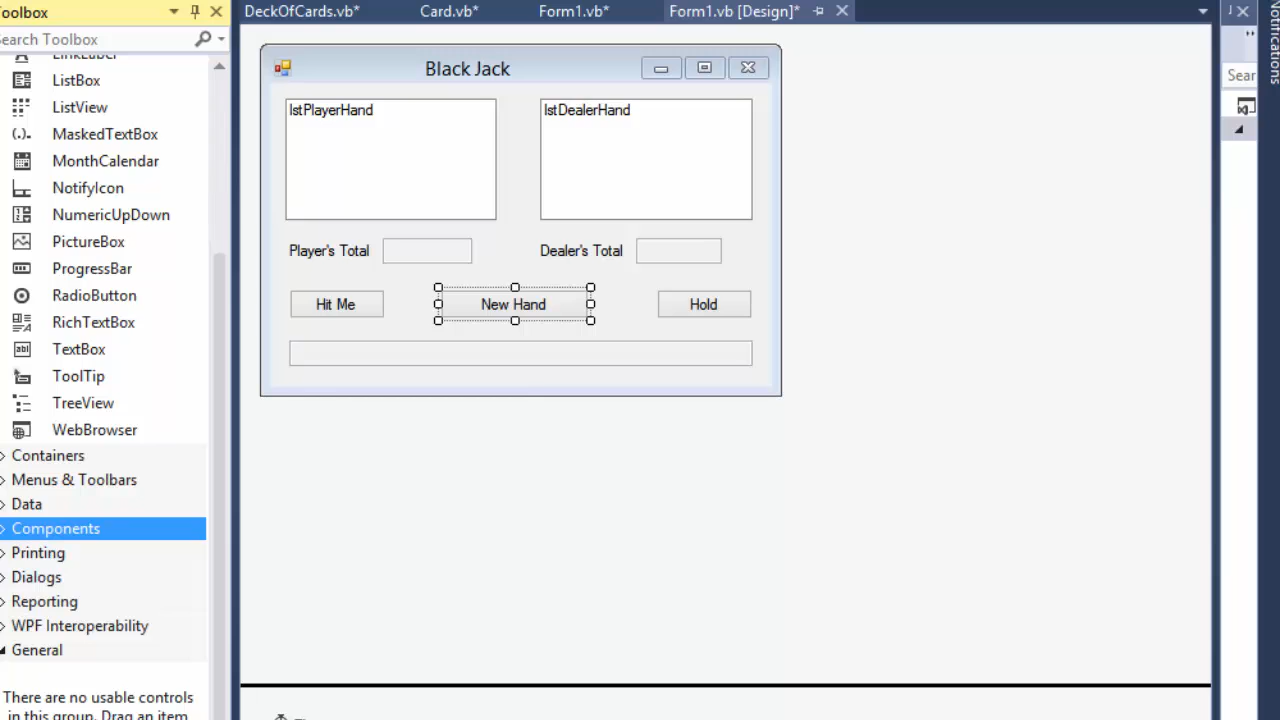 Toolbox
Search Toolbox
LinkLabel
ListBox
ListView
MaskedTextBox
MonthCalendar
NotifyIcon
NumericUpDown
PictureBox
ProgressBar
RadioButton
RichTextBox
TextBox
ToolTip
TreeView
WebBrowser
Containers
Menus & Toolbars
Data
Components
Printing
Dialogs
Reporting
WPF Interoperability
General
There are no usable controls
in this group. Drag an item
DeckOfCards.vb*
Card.vb*
Form1.vb*
Form1.vb [Design]*
Black Jack
lstPlayerHand
lstDealerHand
Player's Total
Dealer's Total
Hit Me
New Hand
Hold
Sear
Notifications